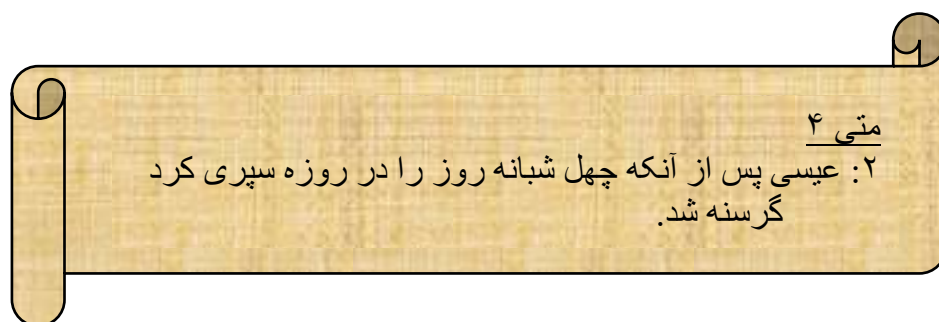 متی ۴
۲: عیسی پس از آنکه چهل شبانه روز را در روزه سپری کرد
گرسنه شد.